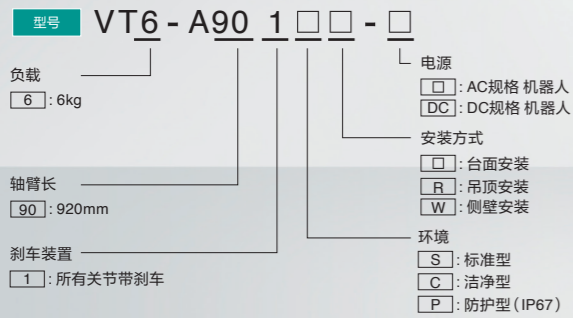 型号 VT6 - A90 1 □ □ - □
负载
6 : 6kg
轴臂长
90 : 920mm
刹车装置
1 : 所有关节带刹车
电源
□ : AC规格 机器人
DC : DC规格 机器人
安装方式
□ : 台面安装
R : 吊顶安装
W : 侧壁安装
环境
S : 标准型
C : 洁净型
P : 防护型（IP67）